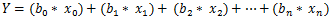 Y = (b₀ * x₀) + (b₁ * x₁) + (b₂ * x₂) + ⋯ + (bₙ * xₙ)